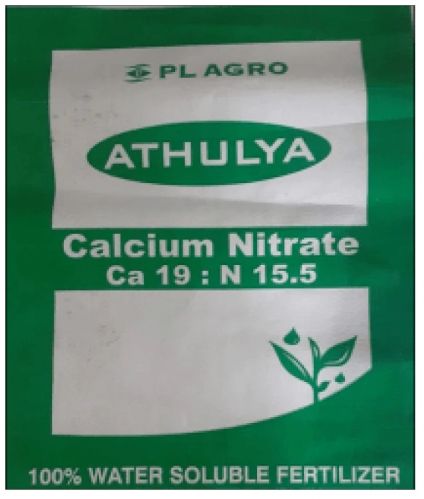 PL AGRO
ATHULYA
Calcium Nitrate
Ca 19 : N 15.5
100% WATER SOLUBLE FERTILIZER